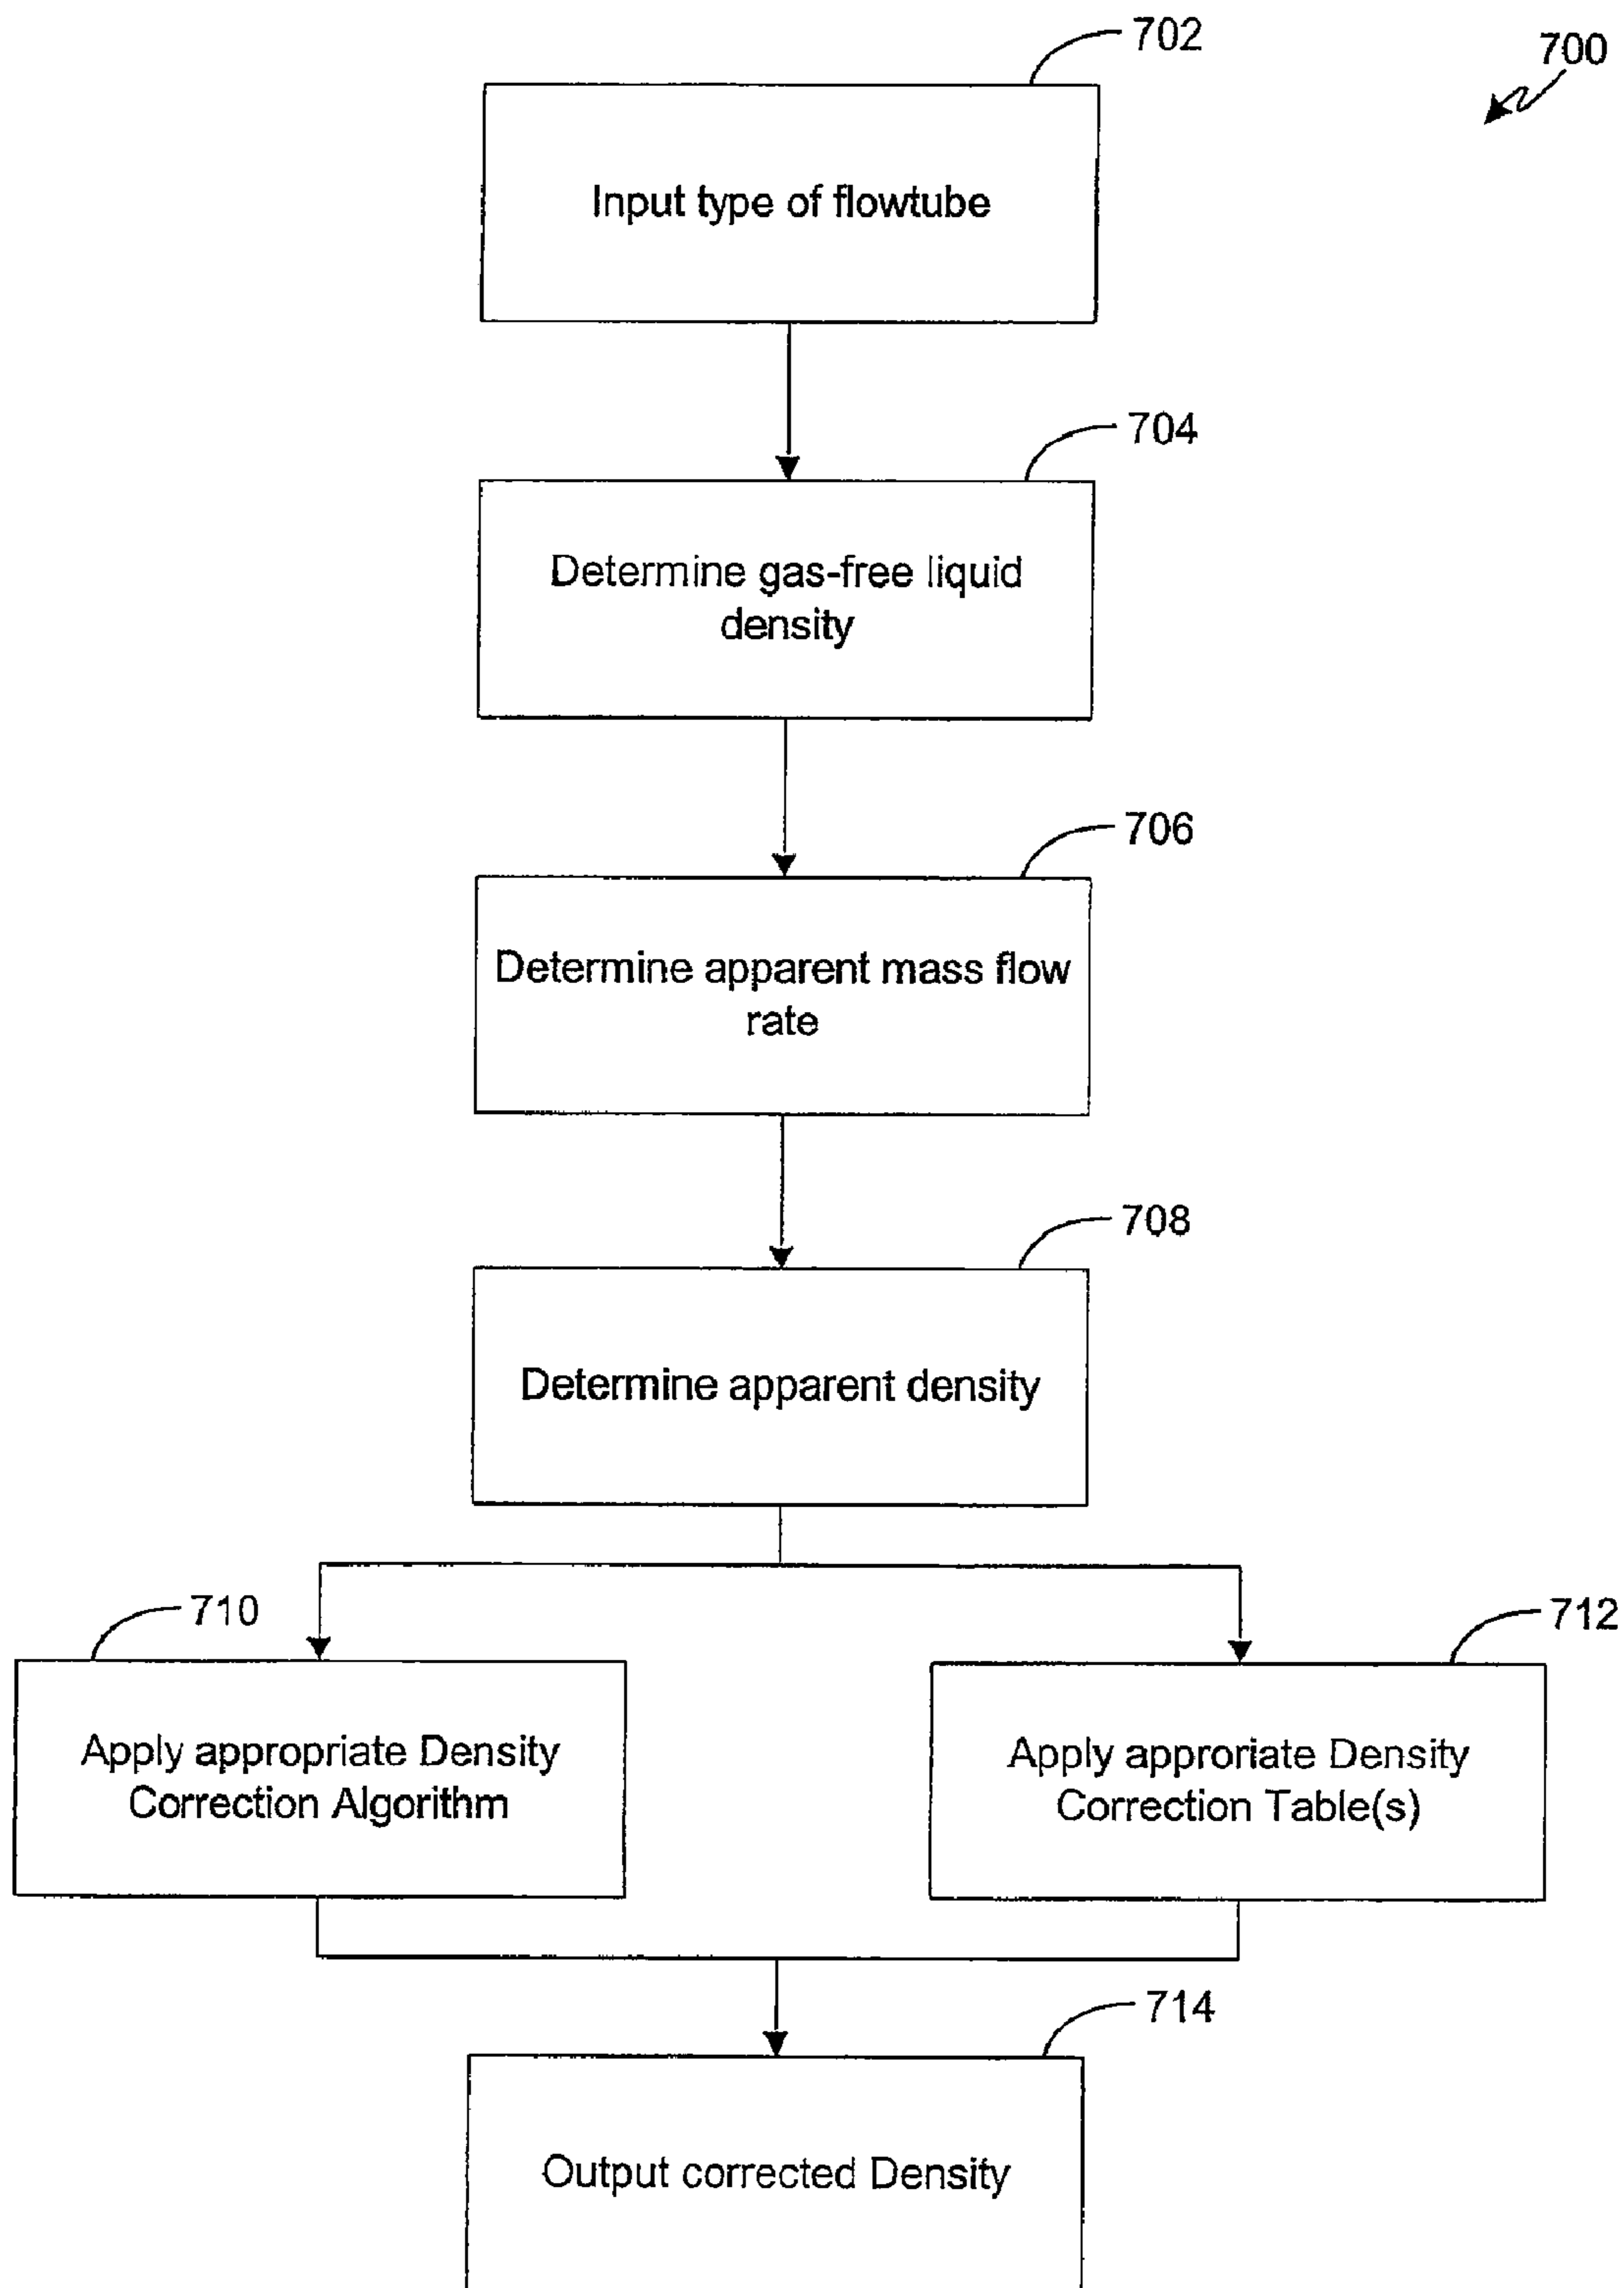 702
700
Input type of flowtube
704
Determine gas-free liquid
density
706
Determine apparent mass flow
rate
708
Determine apparent density
710
712
Apply appropriate Density
Correction Algorithm
Apply approriate Density
Correction Table(s)
714
Output corrected Density